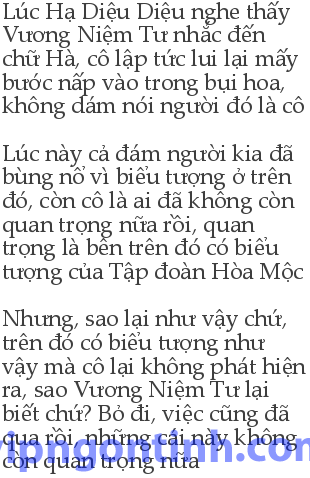 Lúc Hạ Diệu Diệu nghe thấy
Vương Niệm Tư nhắc đến
chữ Hà, cô lập tức lui lại mấy
bước nấp vào trong bụi hoa,
không dám nói người đó là cô
Lúc này cả đám người kia đã
bùng nổ vì biểu tượng ở trên
đó, còn cô là ai đã không còn
quan trọng nữa rồi, quan
trọng là bên trên đó có biểu
tượng của Tập đoàn Hòa Mộc
Nhưng, sao lại như vậy chứ,
trên đó có biểu tượng như
vậy mà cô lại không phát hiện
ra, sao Vương Niệm Tư lại
biết chứ? Bỏ đi, việc cũng đã
qua rồi, những cái này không
còn quan trọng nữa
vipngontinh.com